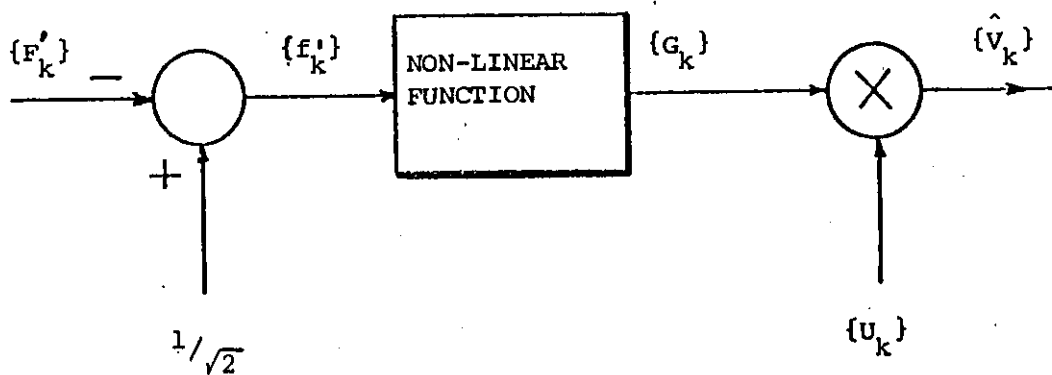 {F'k} − {f'k} NON-LINEAR {Gk} {V̂k}
FUNCTION
×
+
1/√2 {Uk}